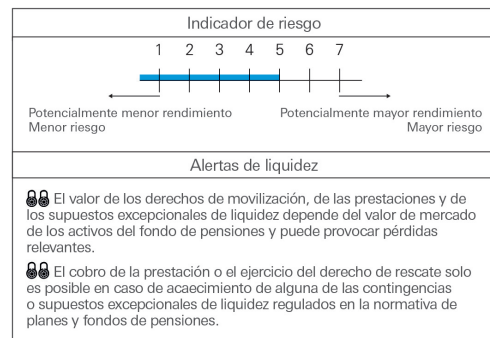 Indicador de riesgo
1 2 3 4 5 6 7
Potencialmente menor rendimiento
Menor riesgo
Potencialmente mayor rendimiento
Mayor riesgo
Alertas de liquidez
El valor de los derechos de movilización, de las prestaciones y de
los supuestos excepcionales de liquidez depende del valor de mercado
de los activos del fondo de pensiones y puede provocar pérdidas
relevantes.
El cobro de la prestación o el ejercicio del derecho de rescate solo
es posible en caso de acaecimiento de alguna de las contingencias
o supuestos excepcionales de liquidez regulados en la normativa de
planes y fondos de pensiones.